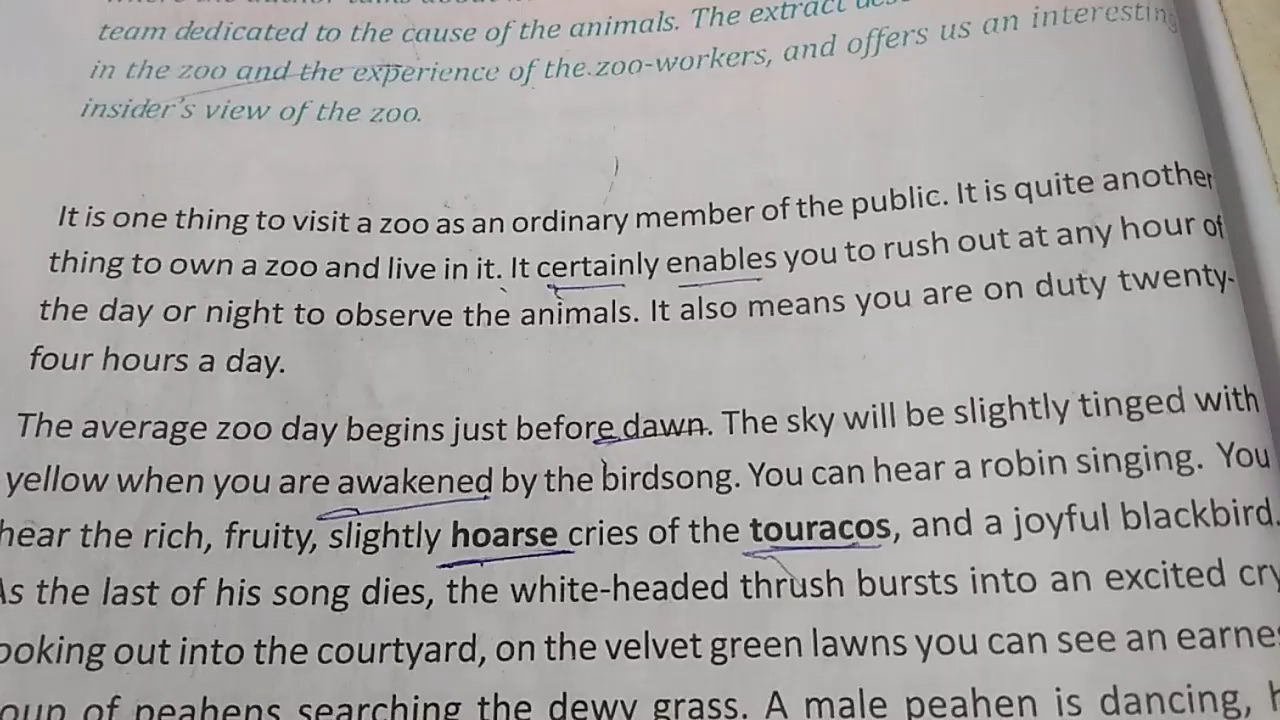 team dedicated to the cause of the animals. The extract
in the zoo and the experience of the zoo-workers, and offers us an interesting
insider's view of the zoo.
It is one thing to visit a zoo as an ordinary member of the public. It is quite another
thing to own a zoo and live in it. It certainly enables you to rush out at any hour of
the day or night to observe the animals. It also means you are on duty twenty-
four hours a day.
The average zoo day begins just before dawn. The sky will be slightly tinged with
yellow when you are awakened by the birdsong. You can hear a robin singing. You
hear the rich, fruity, slightly hoarse cries of the touracos, and a joyful blackbird.
As the last of his song dies, the white-headed thrush bursts into an excited cry
out into the courtyard, on the velvet green lawns you can see an
of peahens searching the dewy grass. A male peahen is dancing,